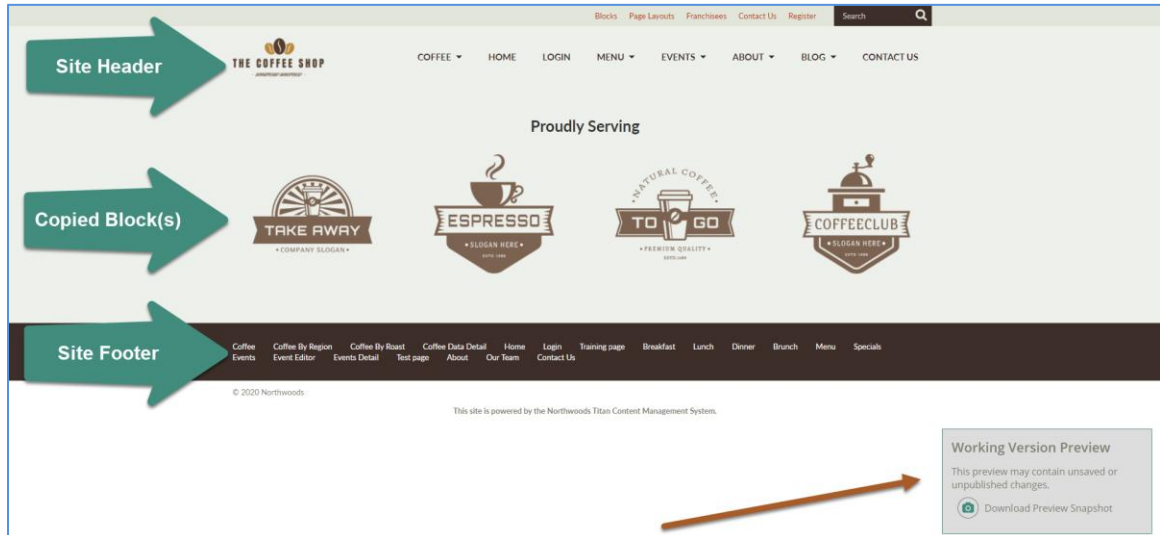 Blocks Page Layouts Franchisees Contact Us Register Search
Site Header
THE COFFEE SHOP
COFFEE HOME LOGIN MENU EVENTS ABOUT BLOG CONTACT US
Proudly Serving
Copied Block(s)
TAKE AWAY
• COMPANY SLOGAN •
ESPRESSO
• SLOGAN HERE •
ESTD 1988
• NATURAL COFFEE •
TO GO
• PREMIUM QUALITY •
COFFEECLUB
• SLOGAN HERE •
Site Footer
Coffee Coffee By Region Coffee By Roast Coffee Data Detail Home Login Training page Breakfast Lunch Dinner Brunch Menu Specials
Events Event Editor Events Detail Test page About Our Team Contact Us
© 2020 Northwoods
This site is powered by the Northwoods Titan Content Management System.
Working Version Preview
This preview may contain unsaved or
unpublished changes.
Download Preview Snapshot